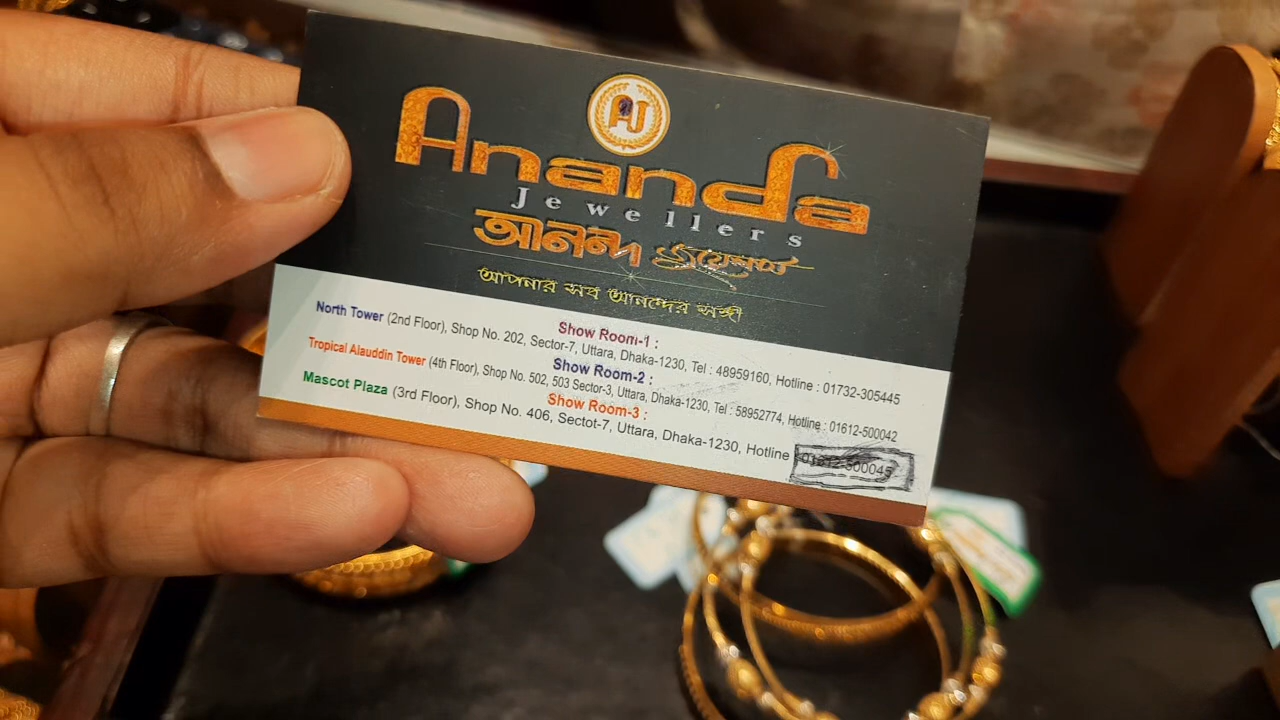 AJ
Ananda
Jewellers
আনন্দ জুয়েলার্স
আপনার সব আনন্দের সঙ্গী
Show Room-1 :
North Tower (2nd Floor), Shop No. 202, Sector-7, Uttara, Dhaka-1230, Tel : 48959160, Hotline : 01732-305445
Show Room-2 :
Tropical Alauddin Tower (4th Floor), Shop No. 502, 503 Sector-3, Uttara, Dhaka-1230, Tel : 58952774, Hotline : 01612-500042
Show Room-3 :
Mascot Plaza (3rd Floor), Shop No. 406, Sectot-7, Uttara, Dhaka-1230, Hotline